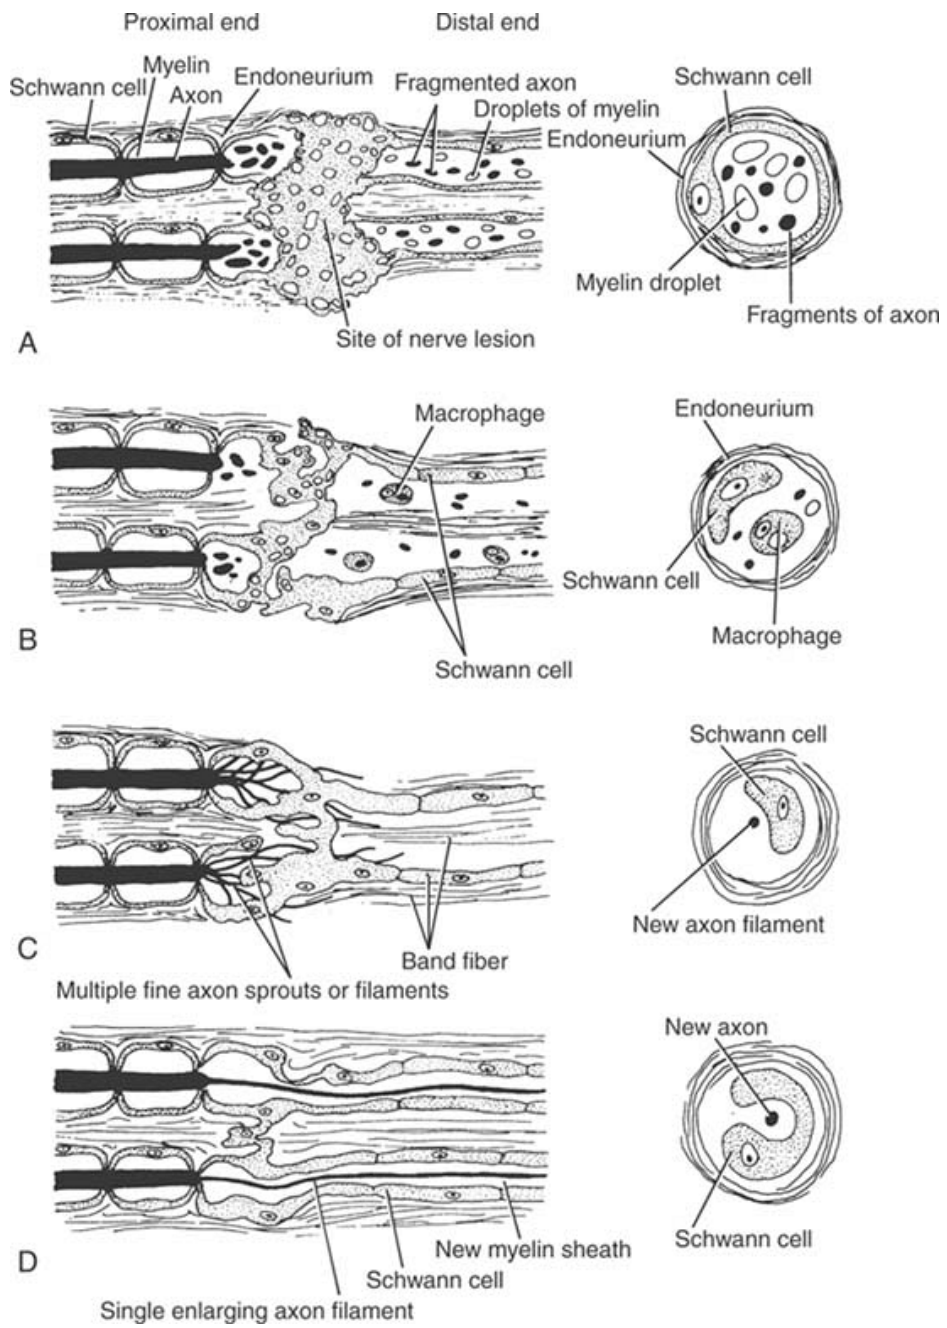 Proximal end
Distal end
Myelin
Endoneurium
Schwann cell
Axon
Fragmented axon
Droplets of myelin
Schwann cell
Endoneurium
Myelin droplet
Fragments of axon
Site of nerve lesion
A
Macrophage
Endoneurium
Schwann cell
Macrophage
Schwann cell
B
Schwann cell
New axon filament
Band fiber
C
Multiple fine axon sprouts or filaments
New axon
Schwann cell
New myelin sheath
Schwann cell
Single enlarging axon filament
D